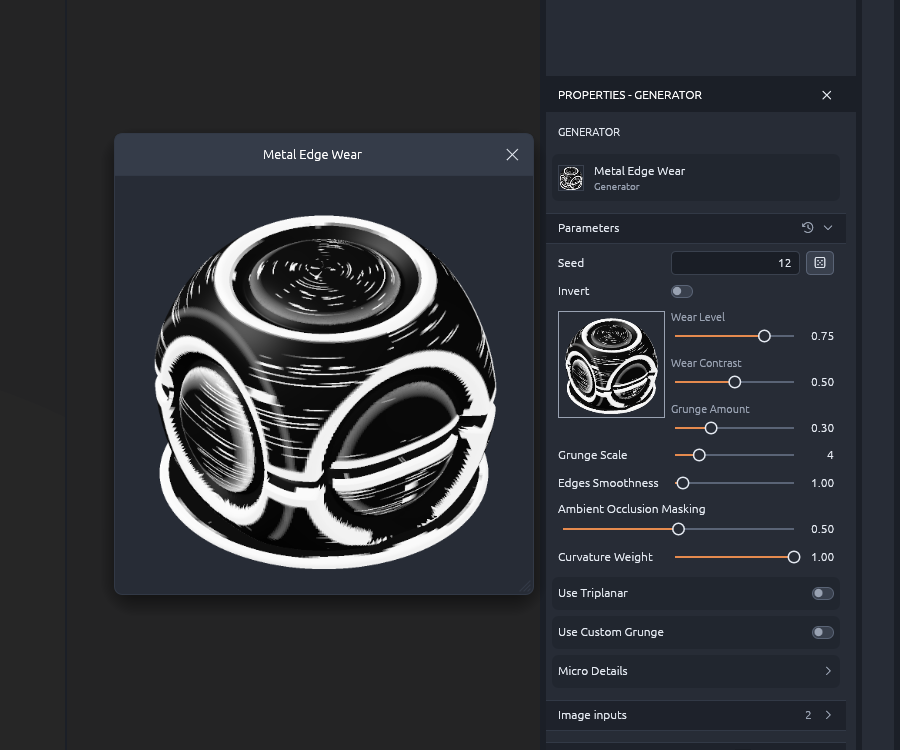 PROPERTIES - GENERATOR
GENERATOR
Metal Edge Wear
Metal Edge Wear
Generator
Parameters
Seed 12
Invert
Wear Level
0.75
Wear Contrast
0.50
Grunge Amount
0.30
Grunge Scale 4
Edges Smoothness 1.00
Ambient Occlusion Masking
0.50
Curvature Weight 1.00
Use Triplanar
Use Custom Grunge
Micro Details
Image inputs 2